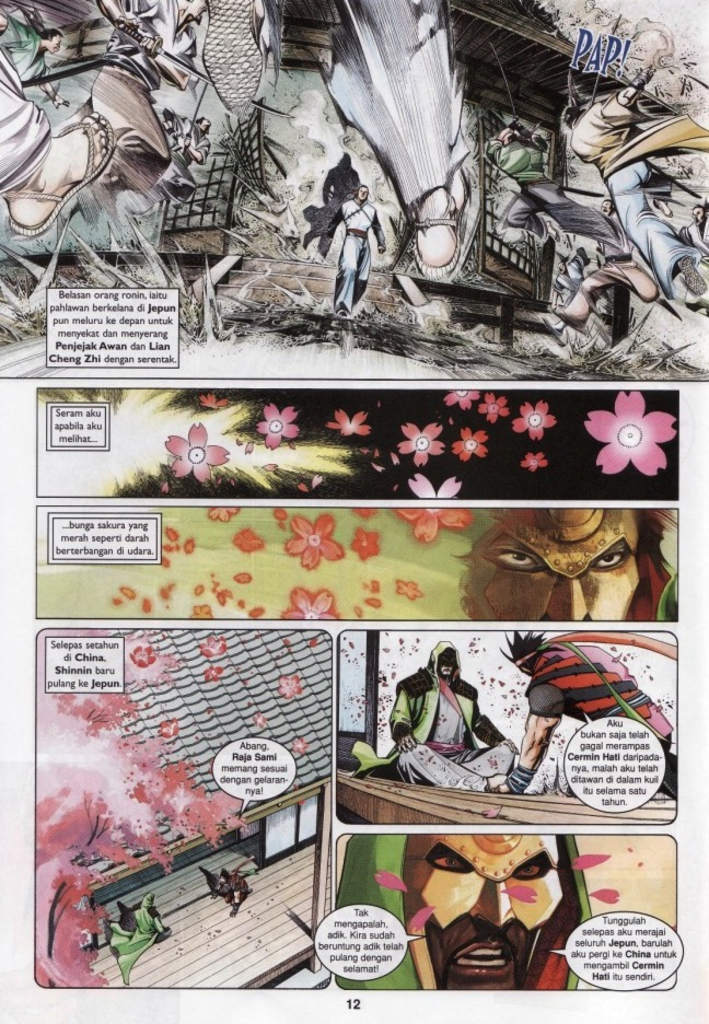 PAP!
Belasan orang ronin, iaitu
pahlawan berkelana di Jepun
pun meluru ke depan untuk
menyekat dan menyerang
Penjejak Awan dan Lian
Cheng Zhi dengan serentak.
Seram aku
apabila aku
melihat...
...bunga sakura yang
merah seperti darah
berterbangan di udara.
Selepas setahun
di China,
Shinnin baru
pulang ke Jepun.
Abang,
Raja Sami
memang sesuai
dengan gelaran-
nya!
Aku
bukan saja telah
gagal merampas
Cermin Hati daripada-
nya, malah aku telah
ditawan di dalam kuil
itu selama satu
tahun.
Tak
mengapalah,
adik. Kira sudah
beruntung adik telah
pulang dengan
selamat!
Tunggulah
selepas aku merajai
seluruh Jepun, barulah
aku pergi ke China untuk
mengambil Cermin
Hati itu sendiri.
12